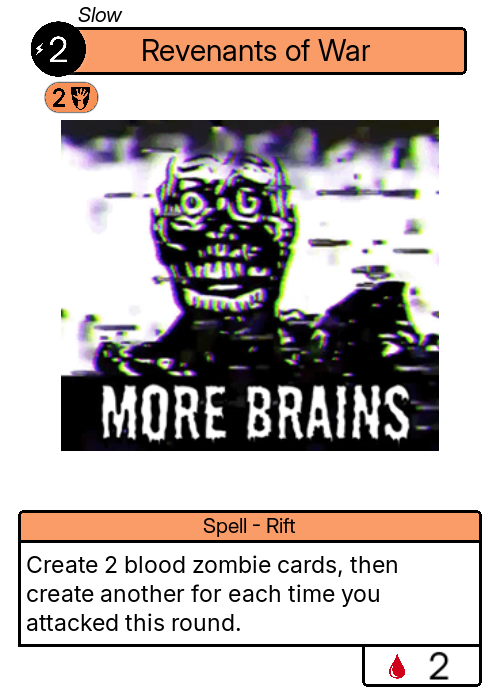 Slow
2
Revenants of War
2
MORE BRAINS
Spell - Rift
Create 2 blood zombie cards, then
create another for each time you
attacked this round.
2